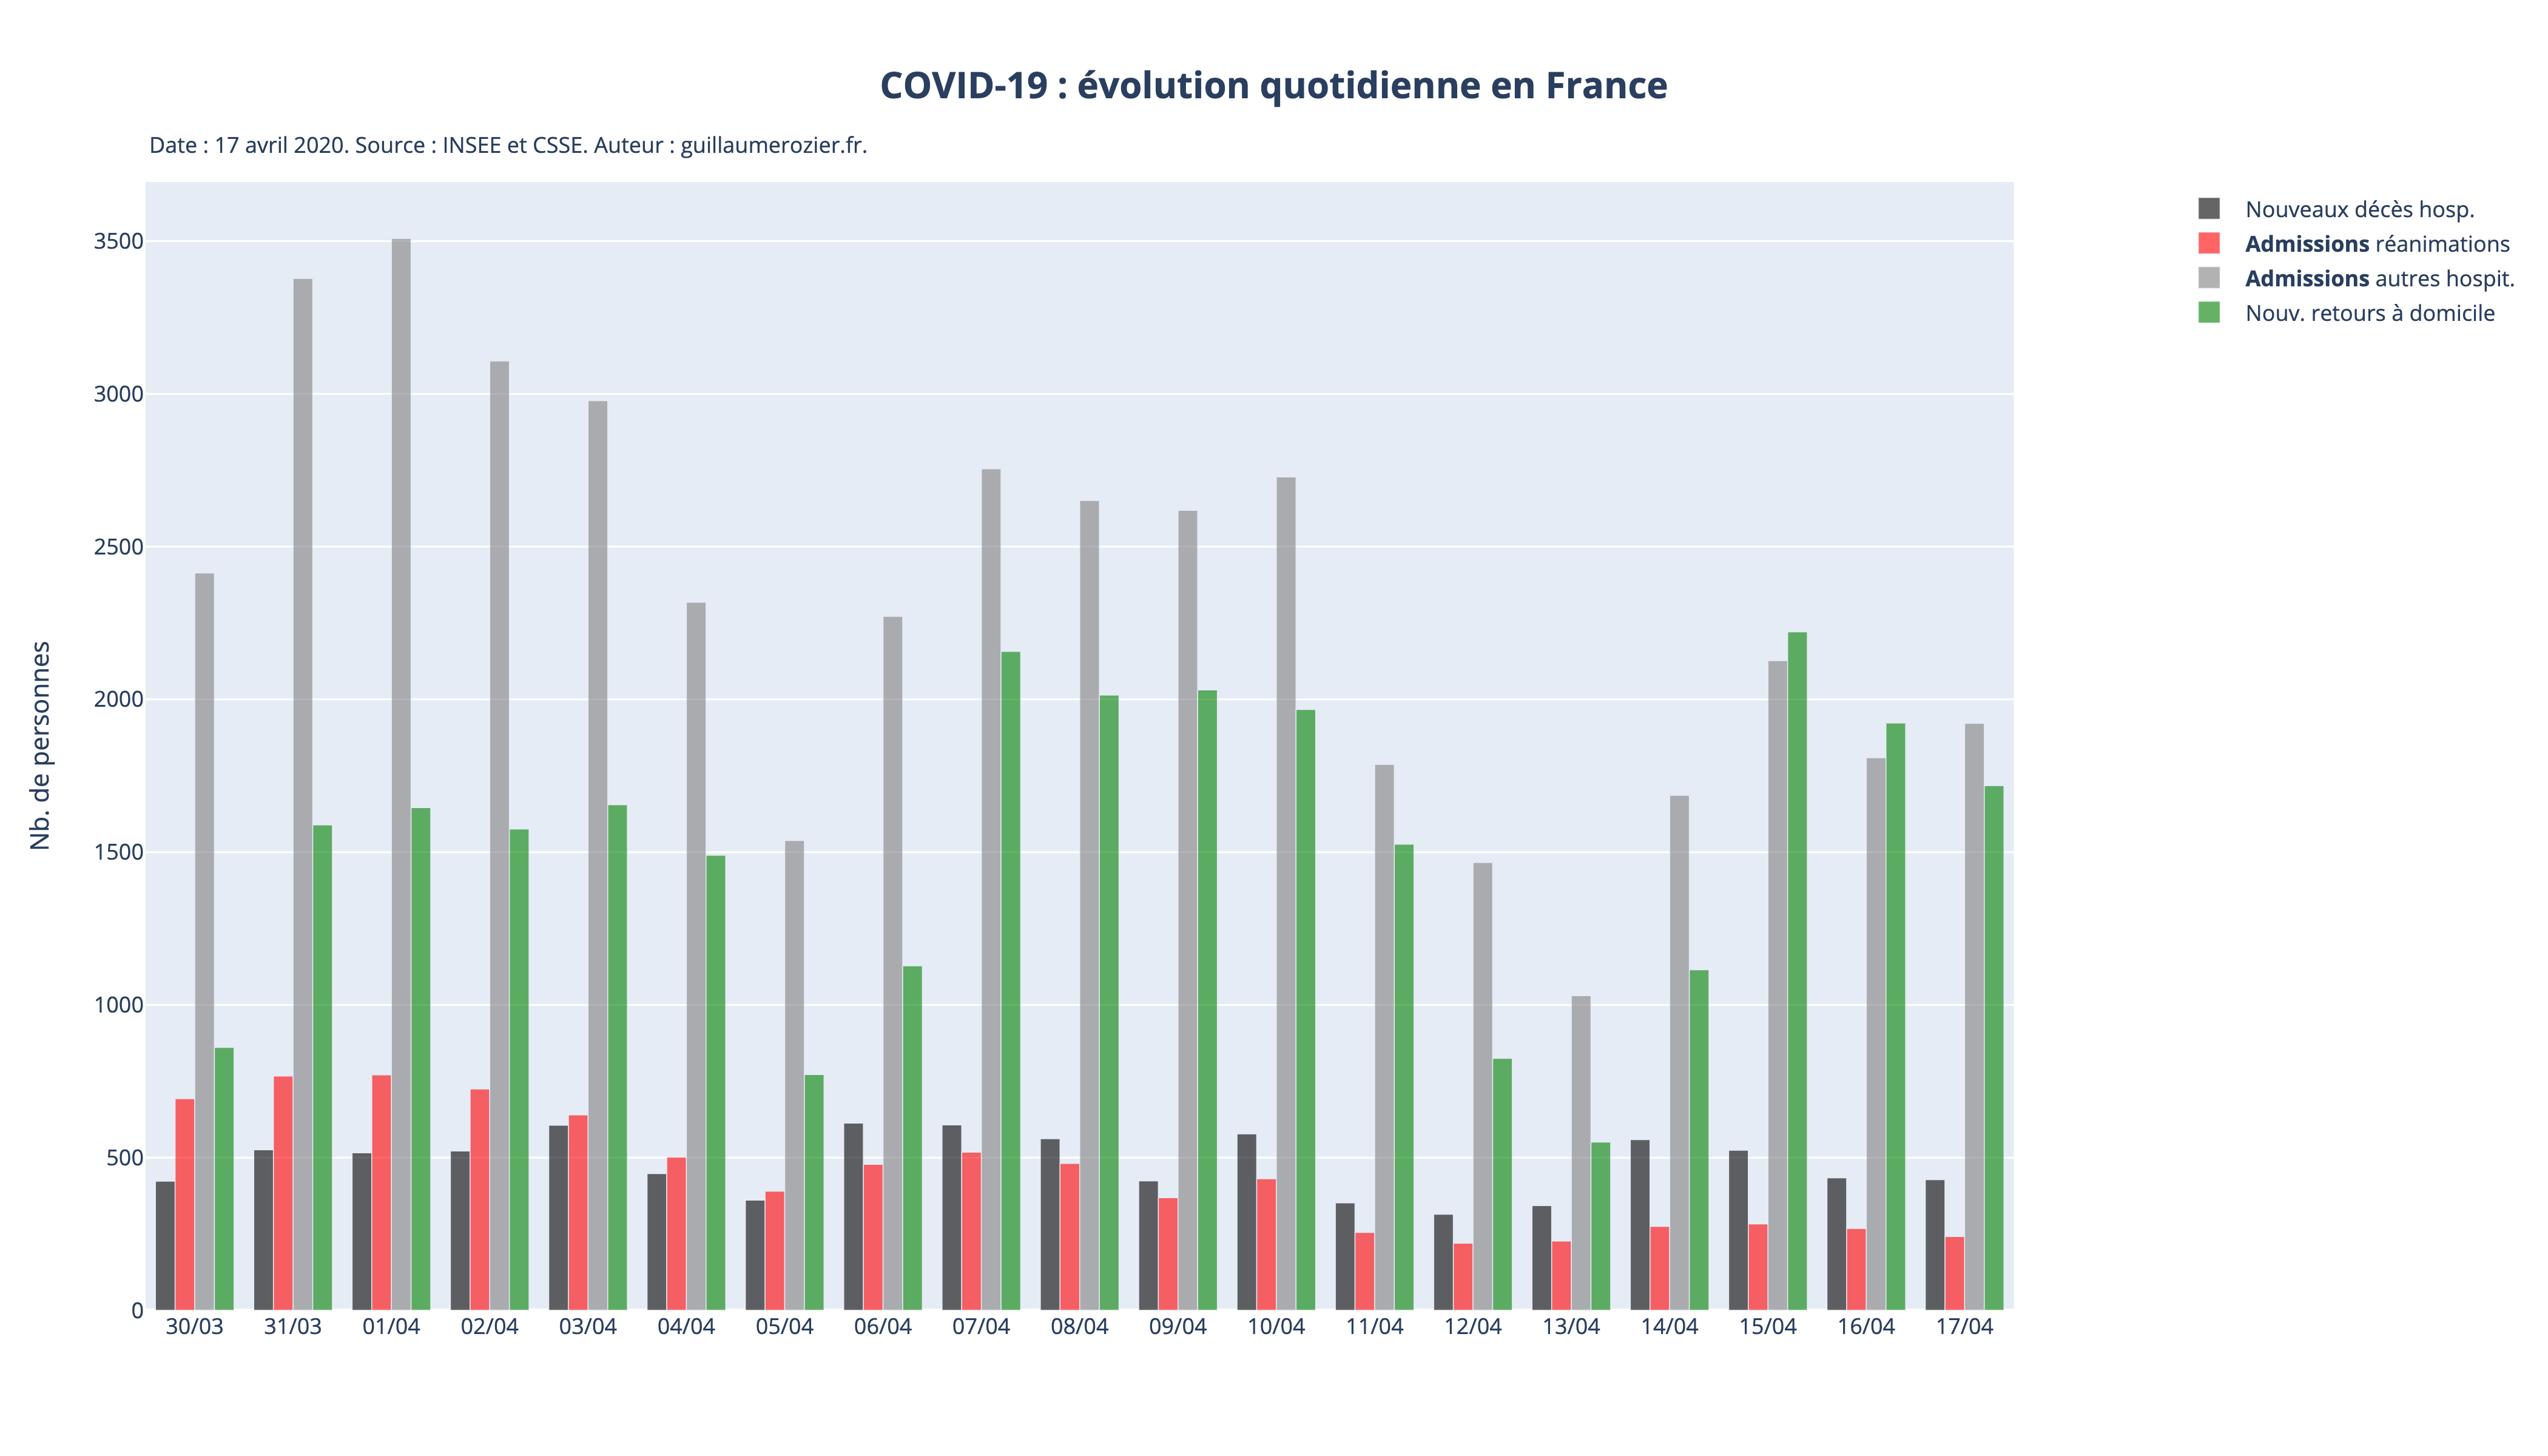 COVID-19 : évolution quotidienne en France
Date : 17 avril 2020. Source : INSEE et CSSE. Auteur : guillaumerozier.fr.
Nouveaux décès hosp.
Admissions réanimations
Admissions autres hospit.
Nouv. retours à domicile
Nb. de personnes
3500
3000
2500
2000
1500
1000
500
0
30/03 31/03 01/04 02/04 03/04 04/04 05/04 06/04 07/04 08/04 09/04 10/04 11/04 12/04 13/04 14/04 15/04 16/04 17/04